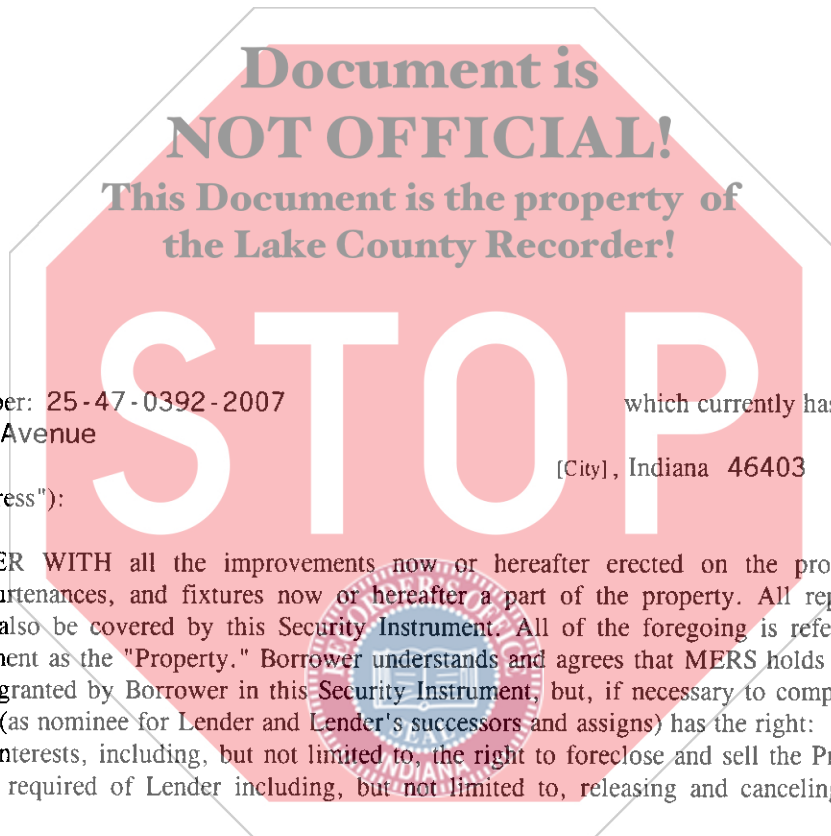 Document is
NOT OFFICIAL!
This Document is the property of
the Lake County Recorder!
STOP
ber: 25-47-0392-2007 which currently has
Avenue
[City], Indiana 46403
ress"):
ER WITH all the improvements now or hereafter erected on the pro
urtenances, and fixtures now or hereafter a part of the property. All rep
also be covered by this Security Instrument. All of the foregoing is refe
nent as the "Property." Borrower understands and agrees that MERS holds
granted by Borrower in this Security Instrument, but, if necessary to comp
(as nominee for Lender and Lender's successors and assigns) has the right:
nterests, including, but not limited to, the right to foreclose and sell the Pr
required of Lender including, but not limited to, releasing and canceling
RECORDER'S OFFICE
SEAL
INDIANA